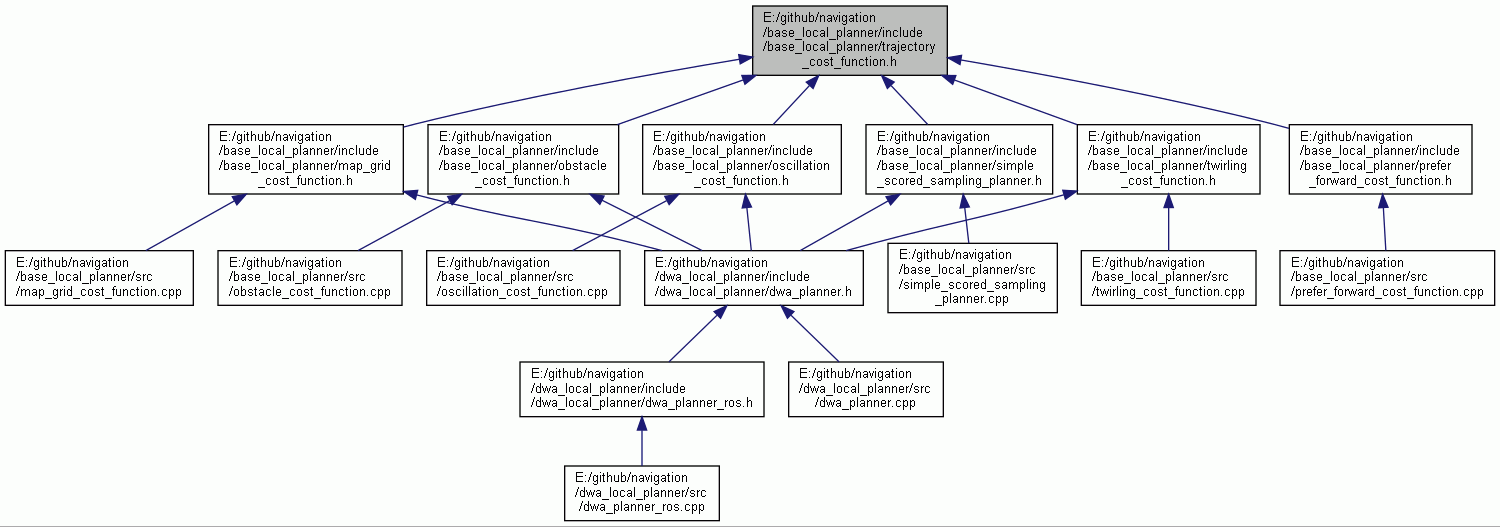 E:/github/navigation
/base_local_planner/include
/base_local_planner/trajectory
_cost_function.h
E:/github/navigation
/base_local_planner/include
/base_local_planner/map_grid
_cost_function.h
E:/github/navigation
/base_local_planner/include
/base_local_planner/obstacle
_cost_function.h
E:/github/navigation
/base_local_planner/include
/base_local_planner/oscillation
_cost_function.h
E:/github/navigation
/base_local_planner/include
/base_local_planner/simple
_scored_sampling_planner.h
E:/github/navigation
/base_local_planner/include
/base_local_planner/twirling
_cost_function.h
E:/github/navigation
/base_local_planner/include
/base_local_planner/prefer
_forward_cost_function.h
E:/github/navigation
/base_local_planner/src
/map_grid_cost_function.cpp
E:/github/navigation
/base_local_planner/src
/obstacle_cost_function.cpp
E:/github/navigation
/base_local_planner/src
/oscillation_cost_function.cpp
E:/github/navigation
/dwa_local_planner/include
/dwa_local_planner/dwa_planner.h
E:/github/navigation
/base_local_planner/src
/simple_scored_sampling
_planner.cpp
E:/github/navigation
/base_local_planner/src
/twirling_cost_function.cpp
E:/github/navigation
/base_local_planner/src
/prefer_forward_cost_function.cpp
E:/github/navigation
/dwa_local_planner/include
/dwa_local_planner/dwa_planner_ros.h
E:/github/navigation
/dwa_local_planner/src
/dwa_planner.cpp
E:/github/navigation
/dwa_local_planner/src
/dwa_planner_ros.cpp